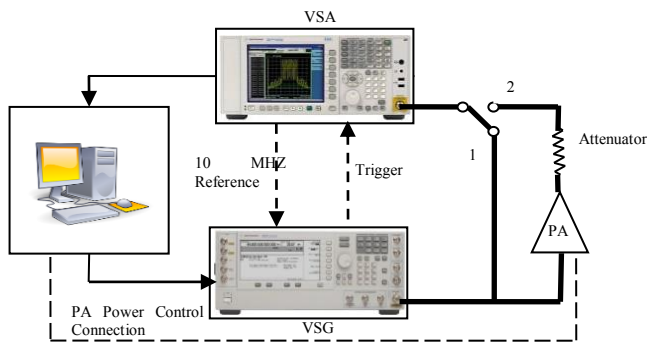 VSA
2
1
Attenuator
10 MHZ
Reference
Trigger
PA
PA Power Control
Connection
VSG